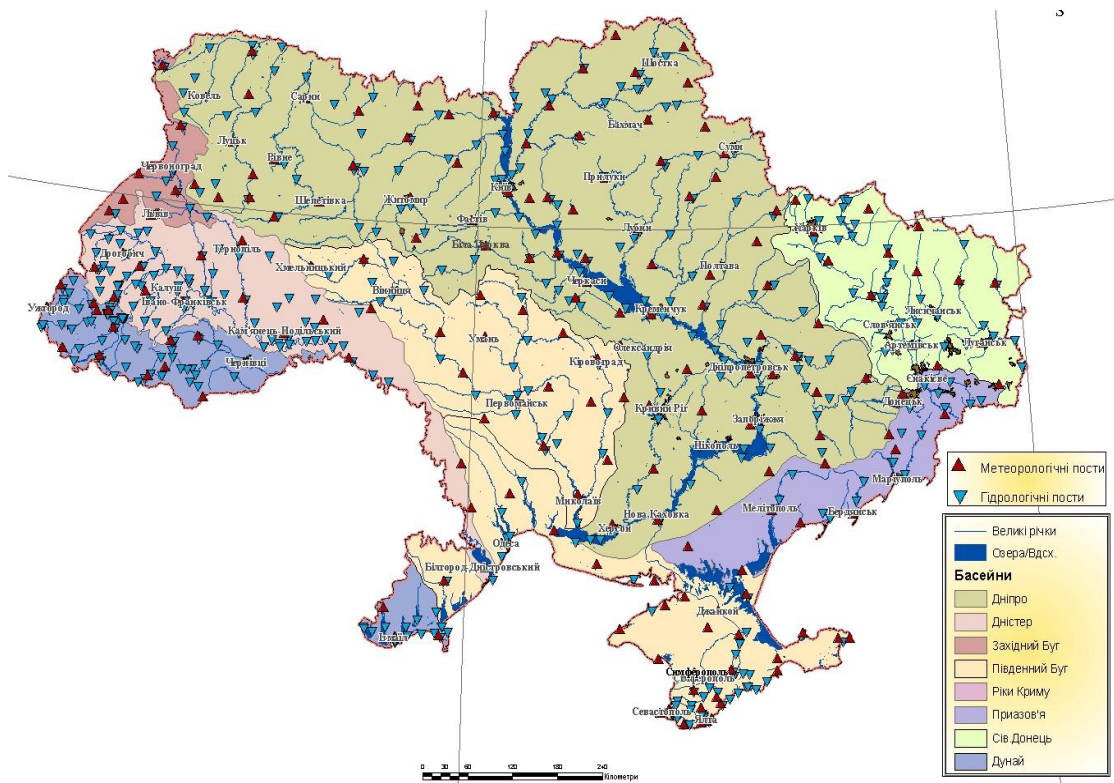 s
Шостка
Ковель
Сарни
Бахмач
Луцьк
Рівне
Суми
Червоноград
Прилуки
Київ
Шепетівка
Житомир
Львів
Фастів
Лубни
Харків
Біла Церква
Тернопіль
Дрогобич
Хмельницький
Полтава
Калуш
Черкаси
Вінниця
Івано-Франківськ
Ужгород
Кременчук
Лисичанськ
Слов'янськ
Кам'янець-Подільський
Умань
Артемівськ
Луганськ
Олександрія
Чернівці
Кіровоград
Дніпропетровськ
Єнакієве
Первомайськ
Донецьк
Кривий Ріг
Запоріжжя
Нікополь
Маріуполь
Миколаїв
Мелітополь
Бердянськ
Нова Каховка
Херсон
Одеса
Білгород-Дністровський
Джанкой
Ізмаїл
Симферополь
Сімферополь
Севастополь
Ялта
Метеорологічні пости
Гідрологічні пости
Великі річки
Озера/Вдсх.
Басейни
Дніпро
Дністер
Західний Буг
Південний Буг
Ріки Криму
Приазов'я
Сів.Донець
Дунай
0 30 60 120 180 240
Кілометри